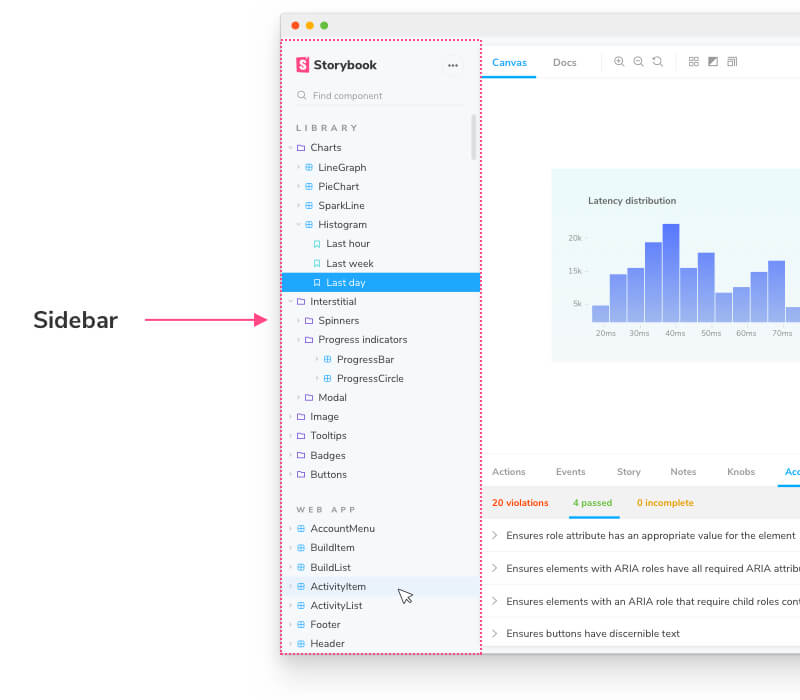 Sidebar
Storybook
Find component
LIBRARY
Charts
LineGraph
PieChart
SparkLine
Histogram
Last hour
Last week
Last day
Interstitial
Spinners
Progress indicators
ProgressBar
ProgressCircle
Modal
Image
Tooltips
Badges
Buttons
WEB APP
AccountMenu
BuildItem
BuildList
ActivityItem
ActivityList
Footer
Header
Canvas Docs
Latency distribution
20k
15k
5k
20ms 30ms 40ms 50ms 60ms 70ms
Actions Events Story Notes Knobs Acc
20 violations 4 passed 0 incomplete
Ensures role attribute has an appropriate value for the element
Ensures elements with ARIA roles have all required ARIA attribu
Ensures elements with an ARIA role that require child roles cont
Ensures buttons have discernible text